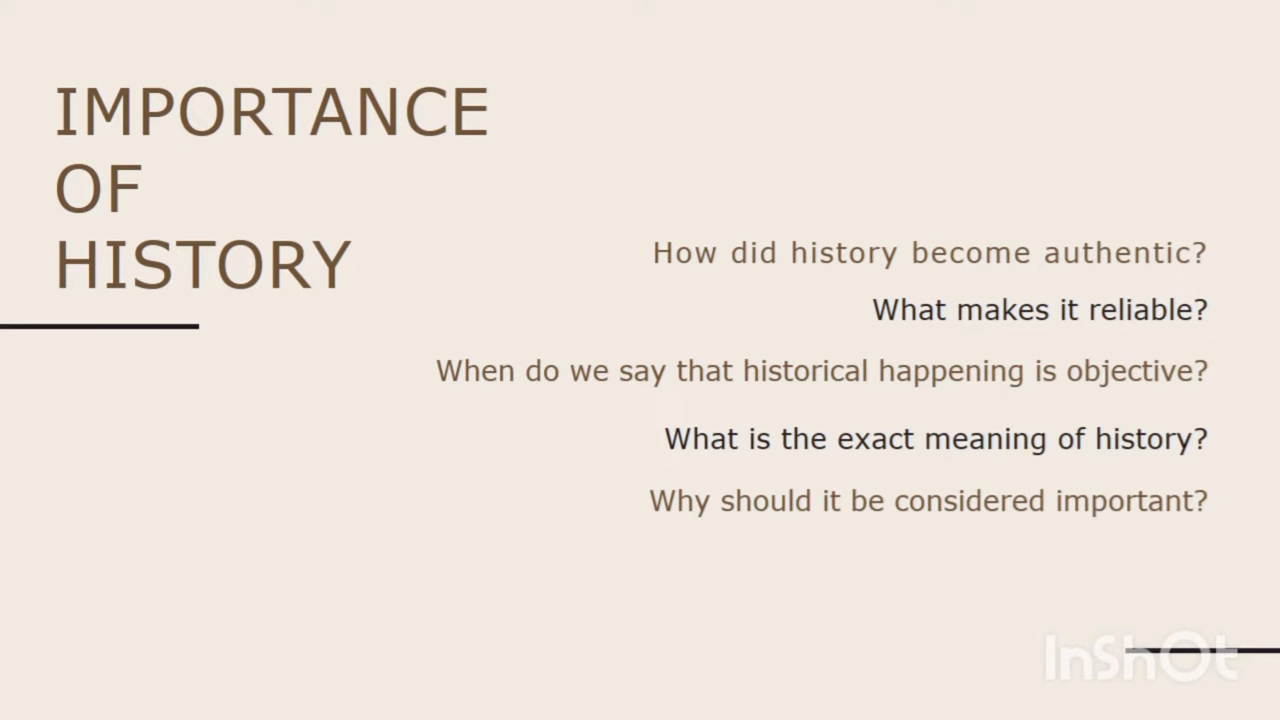 IMPORTANCE
OF
HISTORY
How did history become authentic?
What makes it reliable?
When do we say that historical happening is objective?
What is the exact meaning of history?
Why should it be considered important?
InShOt